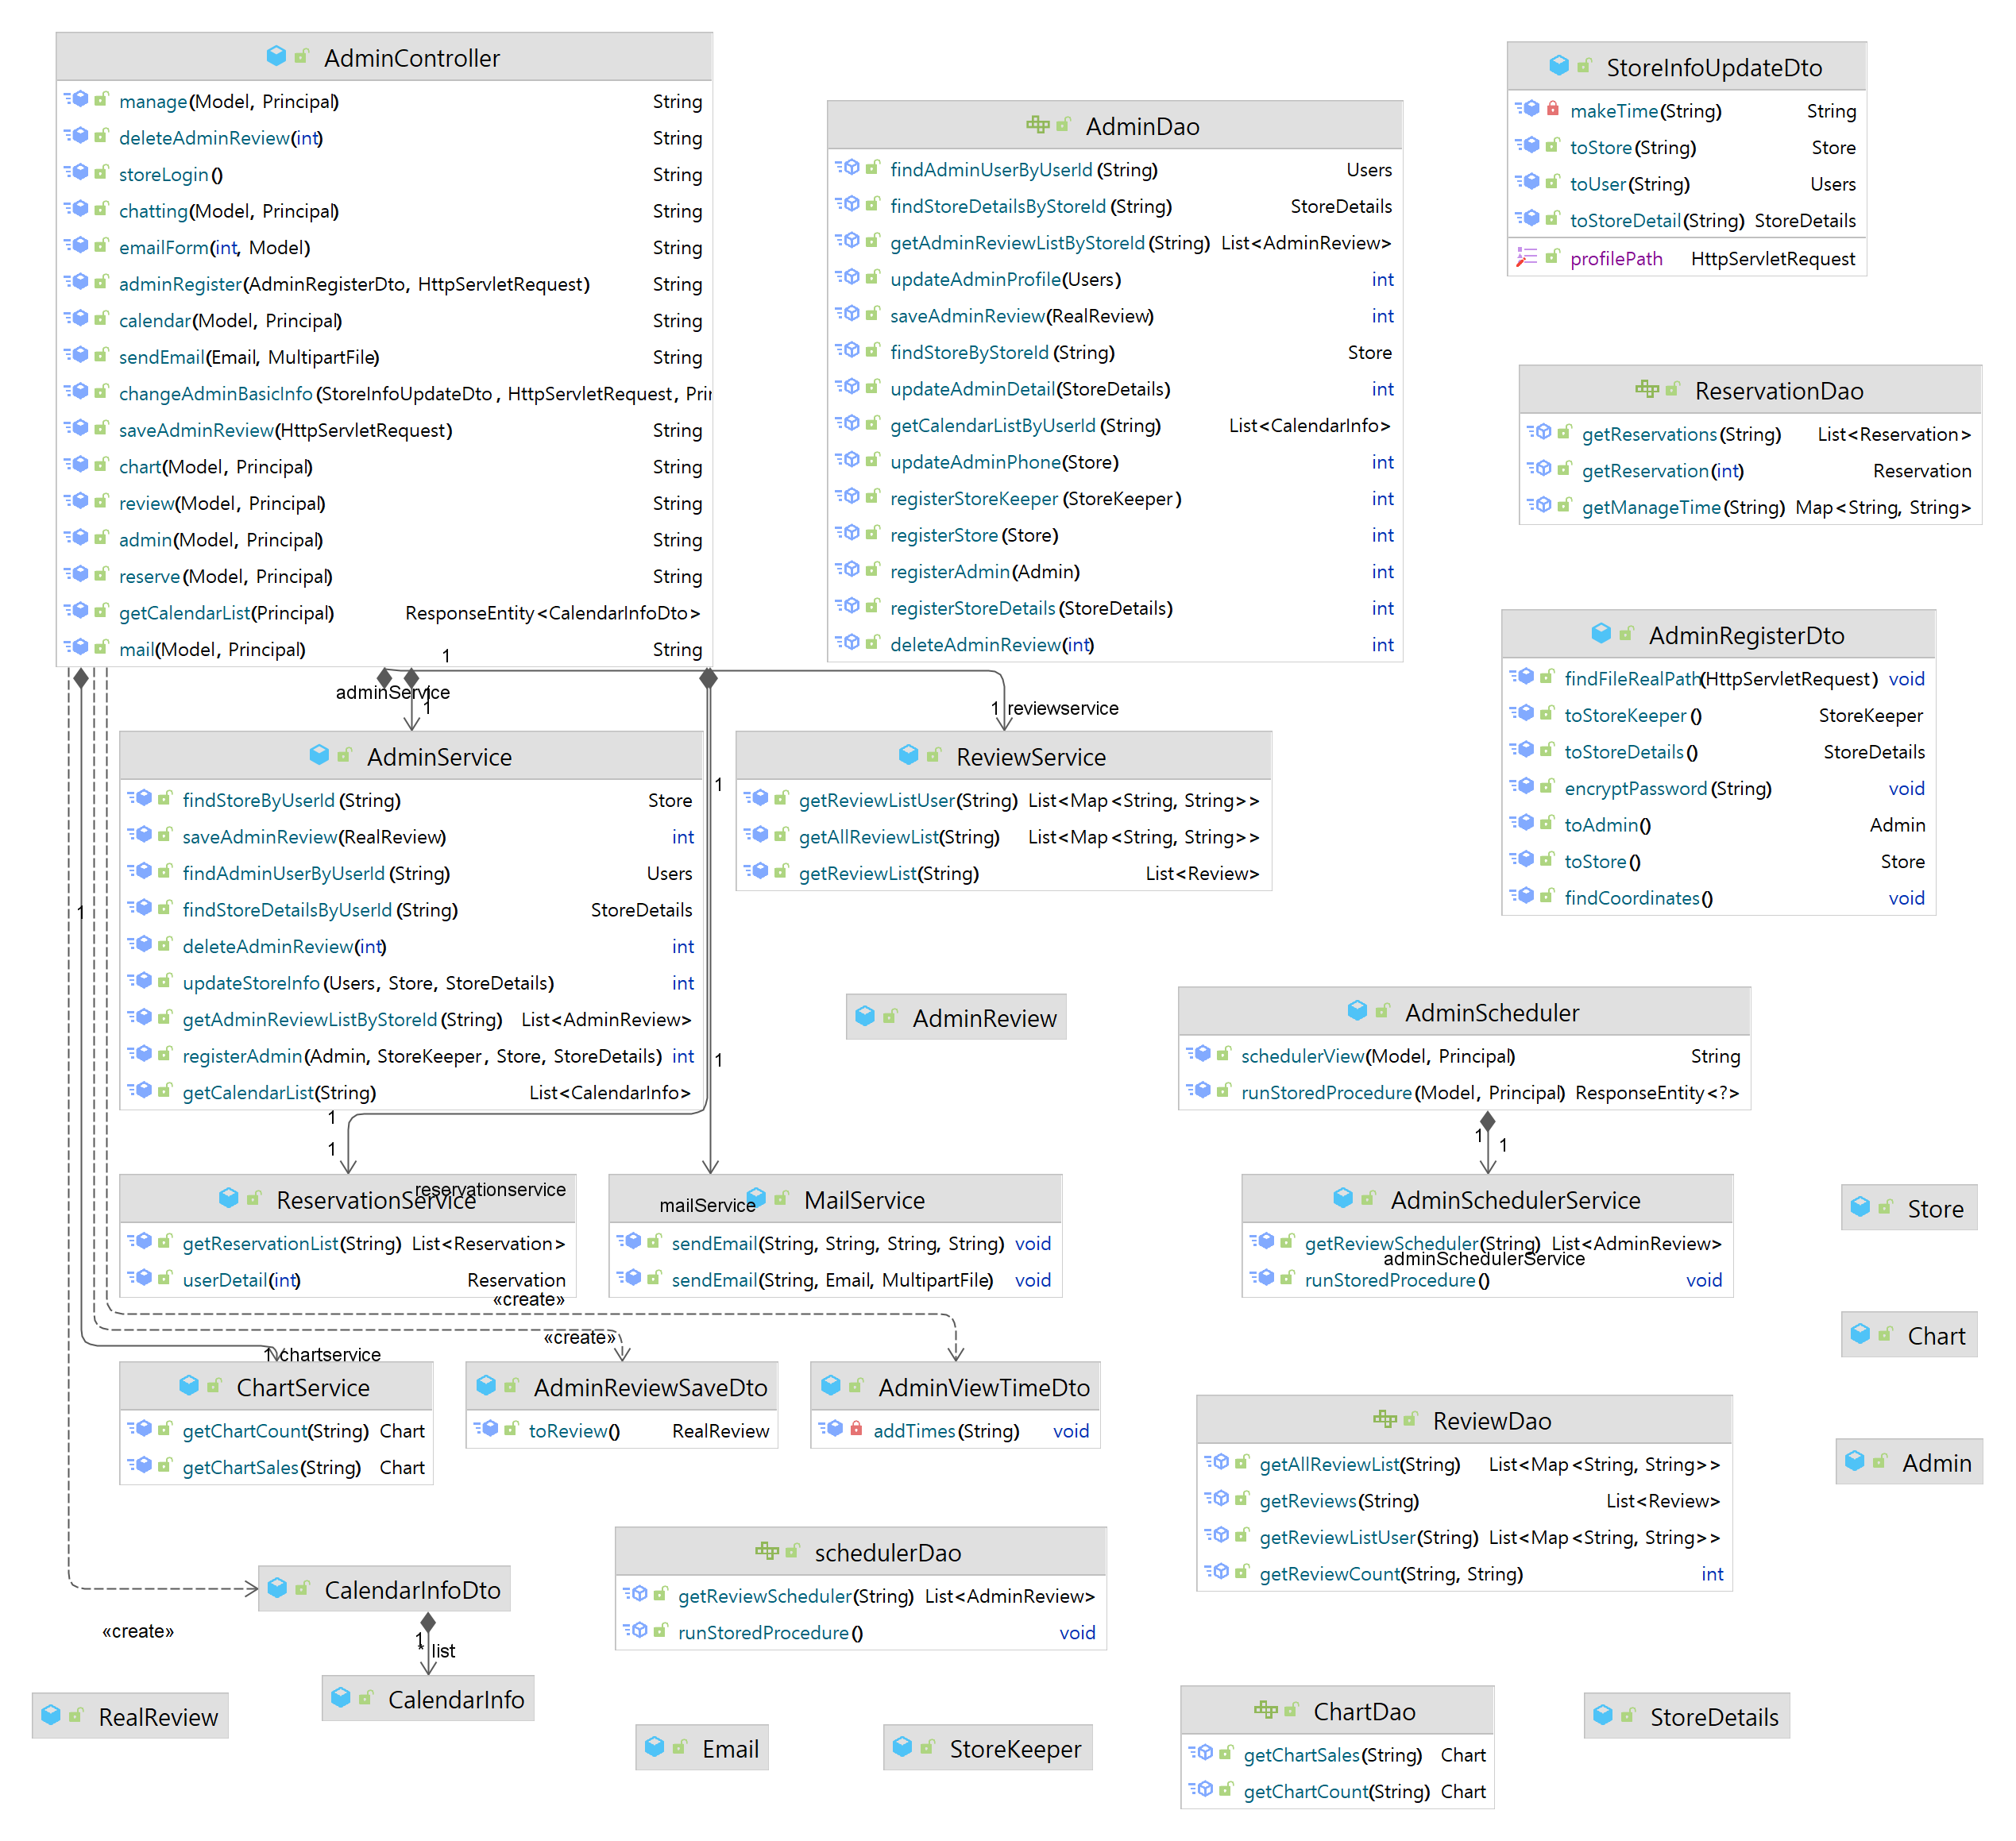 AdminController
manage(Model, Principal) String
deleteAdminReview(int) String
storeLogin() String
chatting(Model, Principal) String
emailForm(int, Model) String
adminRegister(AdminRegisterDto, HttpServletRequest) String
calendar(Model, Principal) String
sendEmail(Email, MultipartFile) String
changeAdminBasicInfo(StoreInfoUpdateDto, HttpServletRequest, Prin
saveAdminReview(HttpServletRequest) String
chart(Model, Principal) String
review(Model, Principal) String
admin(Model, Principal) String
reserve(Model, Principal) String
getCalendarList(Principal) ResponseEntity<CalendarInfoDto>
mail(Model, Principal) String
AdminDao
findAdminUserByUserId(String) Users
findStoreDetailsByStoreId(String) StoreDetails
getAdminReviewListByStoreId(String) List<AdminReview>
updateAdminProfile(Users) int
saveAdminReview(RealReview) int
findStoreByStoreId(String) Store
updateAdminDetail(StoreDetails) int
getCalendarListByUserId(String) List<CalendarInfo>
updateAdminPhone(Store) int
registerStoreKeeper(StoreKeeper) int
registerStore(Store) int
registerAdmin(Admin) int
registerStoreDetails(StoreDetails) int
deleteAdminReview(int) int
StoreInfoUpdateDto
makeTime(String) String
toStore(String) Store
toUser(String) Users
toStoreDetail(String) StoreDetails
profilePath HttpServletRequest
ReservationDao
getReservations(String) List<Reservation>
getReservation(int) Reservation
getManageTime(String) Map<String, String>
AdminRegisterDto
findFileRealPath(HttpServletRequest) void
toStoreKeeper() StoreKeeper
toStoreDetails() StoreDetails
encryptPassword(String) void
toAdmin() Admin
toStore() Store
findCoordinates() void
1
adminService
1
1 reviewservice
AdminService
findStoreByUserId(String) Store
saveAdminReview(RealReview) int
findAdminUserByUserId(String) Users
findStoreDetailsByUserId(String) StoreDetails
deleteAdminReview(int) int
updateStoreInfo(Users, Store, StoreDetails) int
getAdminReviewListByStoreId(String) List<AdminReview>
registerAdmin(Admin, StoreKeeper, Store, StoreDetails) int
getCalendarList(String) List<CalendarInfo>
ReviewService
getReviewListUser(String) List<Map<String, String>>
getAllReviewList(String) List<Map<String, String>>
getReviewList(String) List<Review>
1
1
1
AdminReview
AdminScheduler
schedulerView(Model, Principal) String
runStoredProcedure(Model, Principal) ResponseEntity<?>
1
1
1
1
ReservationService
reservationservice
getReservationList(String) List<Reservation>
userDetail(int) Reservation
MailService
mailService
sendEmail(String, String, String, String) void
sendEmail(String, Email, MultipartFile) void
AdminSchedulerService
getReviewScheduler(String) List<AdminReview>
adminSchedulerService
runStoredProcedure() void
Store
Chart
Admin
«create»
«create»
1 chartservice
ChartService
getChartCount(String) Chart
getChartSales(String) Chart
AdminReviewSaveDto
toReview() RealReview
AdminViewTimeDto
addTimes(String) void
ReviewDao
getAllReviewList(String) List<Map<String, String>>
getReviews(String) List<Review>
getReviewListUser(String) List<Map<String, String>>
getReviewCount(String, String) int
schedulerDao
getReviewScheduler(String) List<AdminReview>
runStoredProcedure() void
CalendarInfoDto
«create»
1
* list
CalendarInfo
RealReview
Email
StoreKeeper
ChartDao
getChartSales(String) Chart
getChartCount(String) Chart
StoreDetails